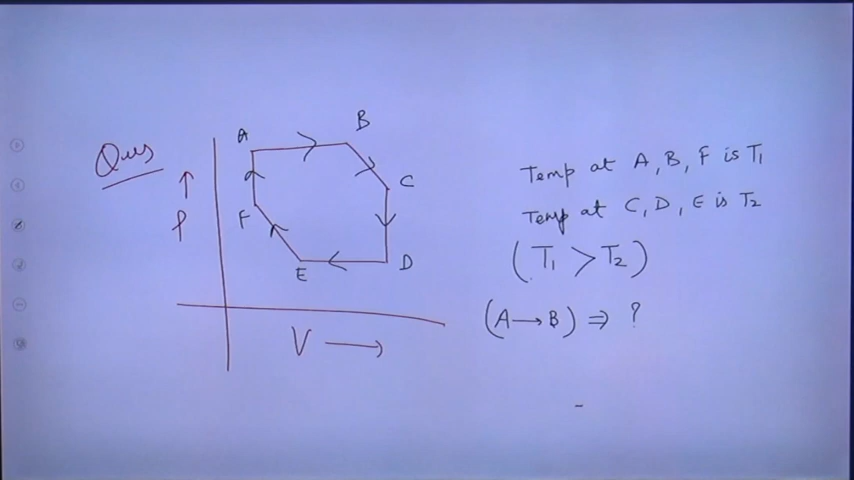 Ques
P
V
A
B
C
D
E
F
Temp at A, B, F is T₁
Temp at C, D, E is T₂
(T₁ > T₂)
(A → B) ⇒ ?